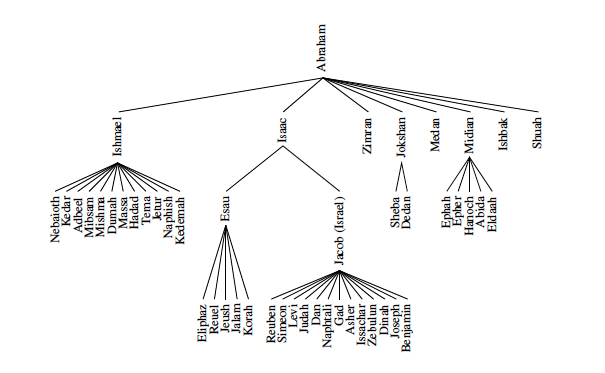 Abraham
Ishmael
Isaac
Zimran
Jokshan
Medan
Midian
Ishbak
Shuah
Nebaioth
Kedar
Adbeel
Mibsam
Mishma
Dumah
Massa
Hadad
Tema
Jetur
Naphish
Kedemah
Esau
Jacob (Israel)
Sheba
Dedan
Ephah
Epher
Hanoch
Abida
Eldaah
Eliphaz
Reuel
Jeush
Jalam
Korah
Reuben
Simeon
Levi
Judah
Dan
Naphtali
Gad
Asher
Issachar
Zebulun
Dinah
Joseph
Benjamin